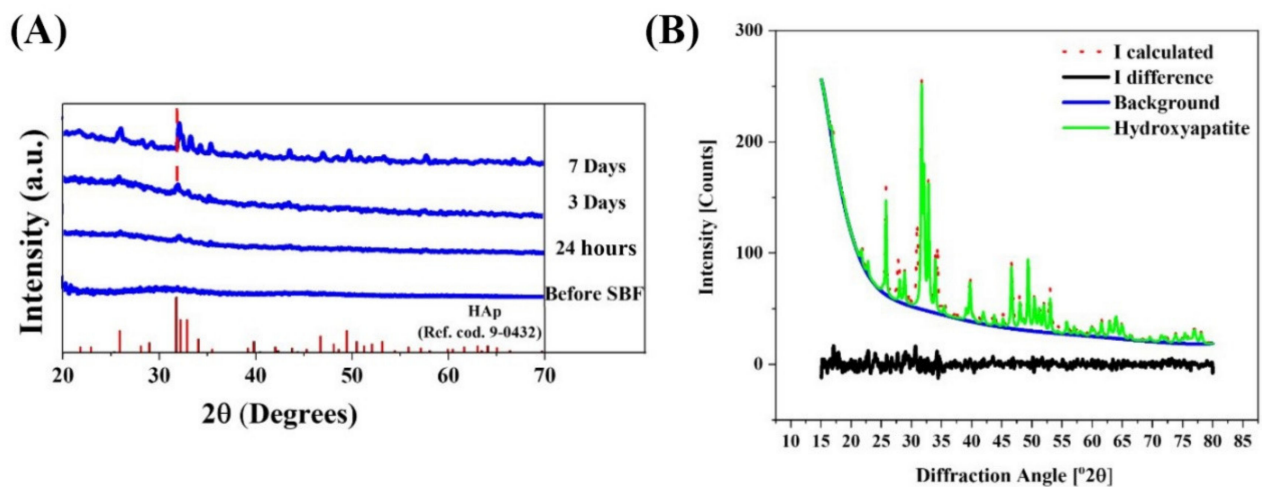 (A)
Intensity (a.u.)
7 Days
3 Days
24 hours
Before SBF
HAp
(Ref. cod. 9-0432)
20 30 40 50 60 70
2θ (Degrees)
(B)
300
200
100
0
Intensity [Counts]
I calculated
I difference
Background
Hydroxyapatite
10 15 20 25 30 35 40 45 50 55 60 65 70 75 80 85
Diffraction Angle [°2θ]